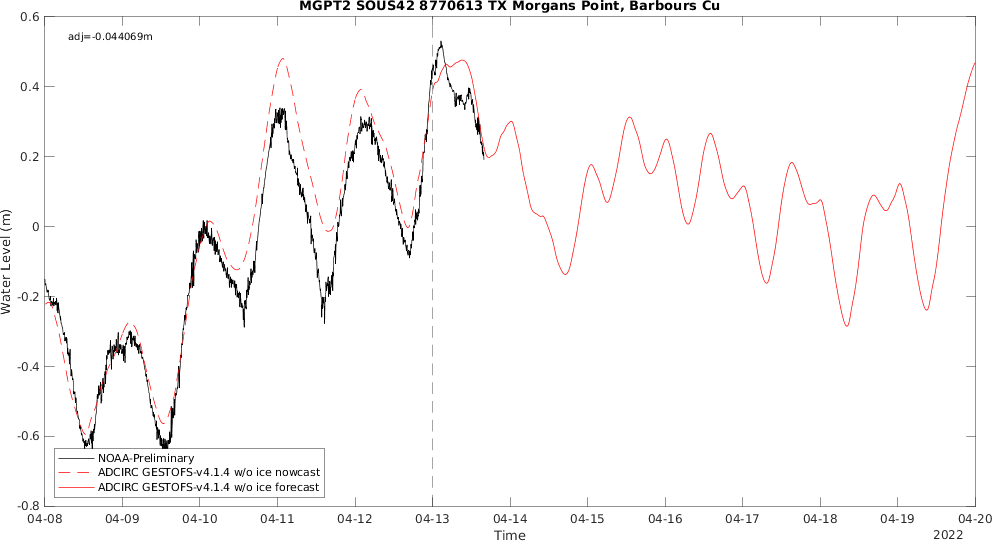 MGPT2 SOUS42 8770613 TX Morgans Point, Barbours Cu
adj=-0.044069m
Water Level (m)
0.6
0.4
0.2
0
-0.2
-0.4
-0.6
-0.8
NOAA-Preliminary
ADCIRC GESTOFS-v4.1.4 w/o ice nowcast
ADCIRC GESTOFS-v4.1.4 w/o ice forecast
04-08 04-09 04-10 04-11 04-12 04-13 04-14 04-15 04-16 04-17 04-18 04-19 04-20
Time
2022